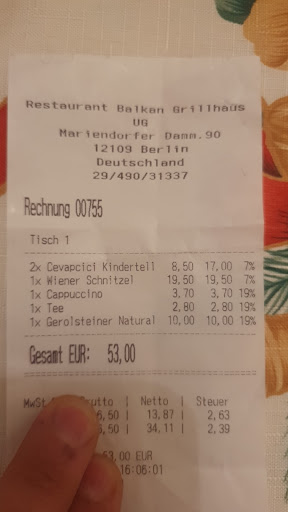 Restaurant Balkan Grillhaus
UG
Mariendorfer Damm.90
12109 Berlin
Deutschland
29/490/31337
Rechnung 00755
Tisch 1
2x Cevapcici Kindertell 8,50 17,00 7%
1x Wiener Schnitzel 19,50 19,50 7%
1x Cappuccino 3,70 3,70 19%
1x Tee 2,80 2,80 19%
1x Gerolsteiner Natural 10,00 10,00 19%
Gesamt EUR: 53,00
MwSt Brutto | Netto | Steuer
6,50 | 13,87 | 2,63
6,50 | 34,11 | 2,39
53,00 EUR
16:06:01